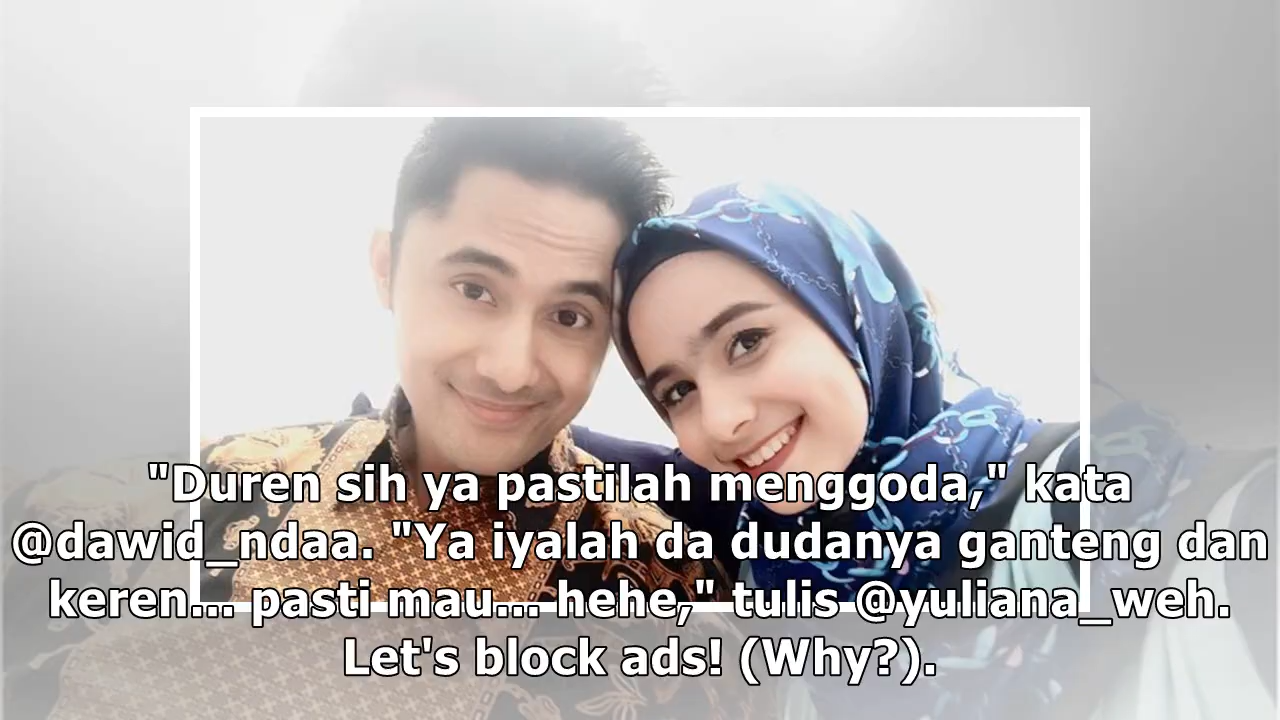 "Duren sih ya pastilah menggoda," kata
@dawid_ndaa. "Ya iyalah da dudanya ganteng dan
keren... pasti mau... hehe," tulis @yuliana_weh.
Let's block ads! (Why?).